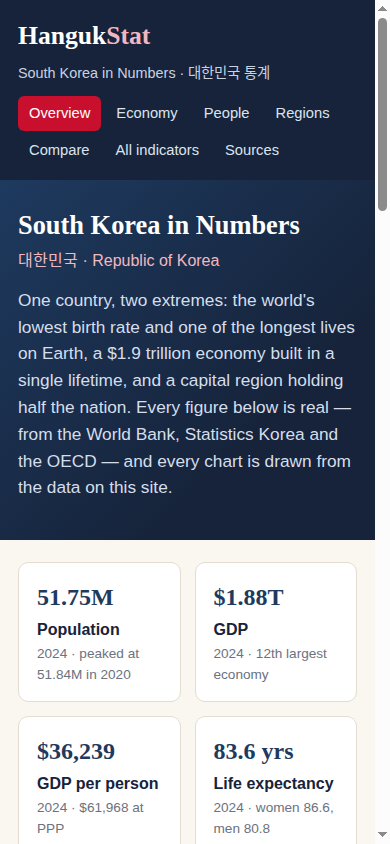 HangukStat
South Korea in Numbers · 대한민국 통계
Overview Economy People Regions
Compare All indicators Sources
South Korea in Numbers
대한민국 · Republic of Korea
One country, two extremes: the world's
lowest birth rate and one of the longest lives
on Earth, a $1.9 trillion economy built in a
single lifetime, and a capital region holding
half the nation. Every figure below is real —
from the World Bank, Statistics Korea and
the OECD — and every chart is drawn from
the data on this site.
51.75M
Population
2024 · peaked at
51.84M in 2020
$1.88T
GDP
2024 · 12th largest
economy
$36,239
GDP per person
2024 · $61,968 at
PPP
83.6 yrs
Life expectancy
2024 · women 86.6,
men 80.8